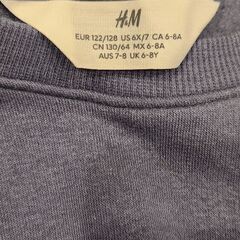 H&M
EUR 122/128 US 6X/7 CA 6-8A
CN 130/64 MX 6-8A
AUS 7-8 UK 6-8Y